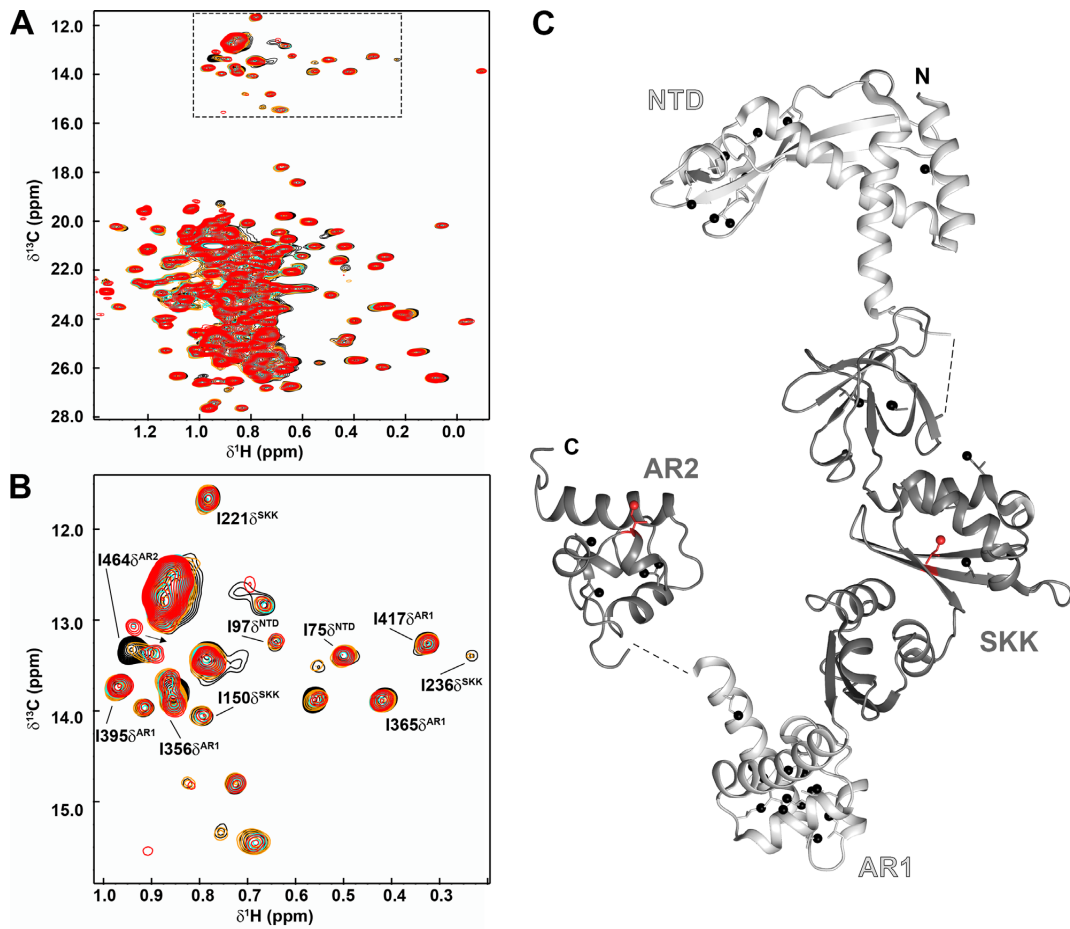 A
12.0
14.0
16.0
18.0
20.0
22.0
24.0
26.0
28.0
δ¹³C (ppm)
1.2 1.0 0.8 0.6 0.4 0.2 0.0
δ¹H (ppm)
B
12.0
13.0
14.0
15.0
δ¹³C (ppm)
I221δSKK
I464δAR2
I97δNTD
I75δNTD
I417δAR1
I236δSKK
I150δSKK
I365δAR1
I395δAR1
I356δAR1
1.0 0.9 0.8 0.7 0.6 0.5 0.4 0.3
δ¹H (ppm)
C
NTD
N
C
AR2
SKK
AR1